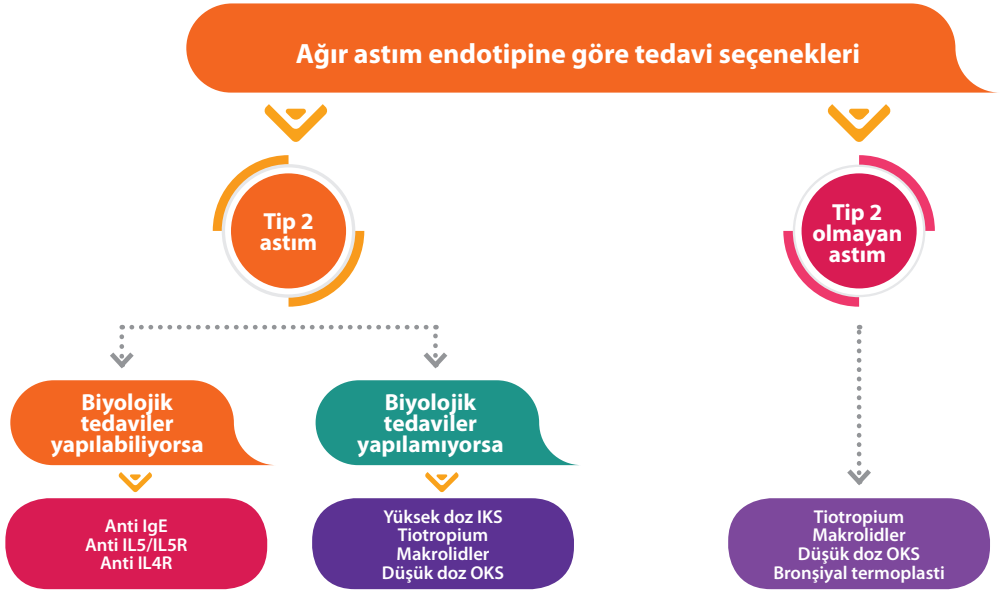 Ağır astım endotipine göre tedavi seçenekleri
Tip 2
astım
Tip 2
olmayan
astım
Biyolojik
tedaviler
yapılabiliyorsa
Biyolojik
tedaviler
yapılamıyorsa
Anti IgE
Anti IL5/IL5R
Anti IL4R
Yüksek doz IKS
Tiotropium
Makrolidler
Düşük doz OKS
Tiotropium
Makrolidler
Düşük doz OKS
Bronşiyal termoplasti